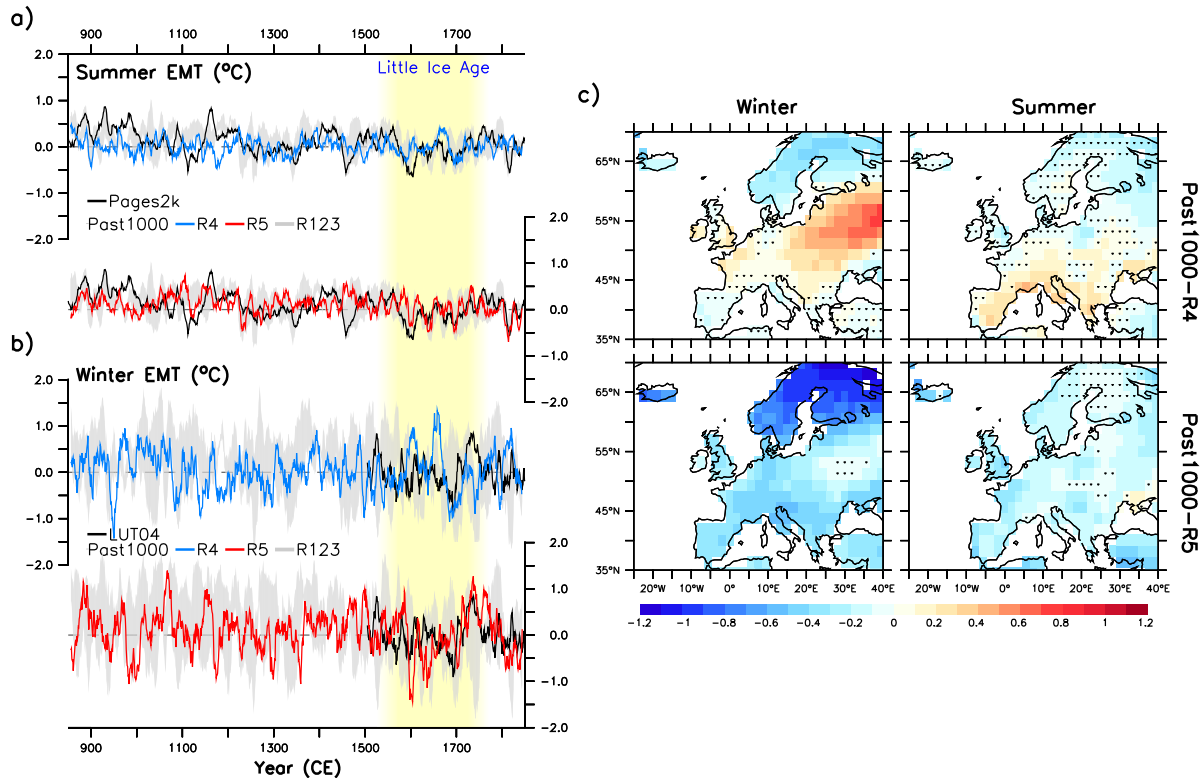 a)
900 1100 1300 1500 1700
2.0
Summer EMT (°C)
Little Ice Age
1.0
0.0
-1.0
Pages2k
Past1000 R4 R5 R123
-2.0
2.0
1.0
0.0
-1.0
-2.0
b)
Winter EMT (°C)
2.0
1.0
0.0
-1.0
LUT04
Past1000 R4 R5 R123
-2.0
2.0
1.0
0.0
-1.0
-2.0
900 1100 1300 1500 1700
Year (CE)
c)
Winter Summer
65°N
55°N
45°N
35°N
Past1000-R4
65°N
55°N
45°N
35°N
Past1000-R5
20°W 10°W 0°E 10°E 20°E 30°E 40°E
20°W 10°W 0°E 10°E 20°E 30°E 40°E
-1.2 -1 -0.8 -0.6 -0.4 -0.2 0 0.2 0.4 0.6 0.8 1 1.2